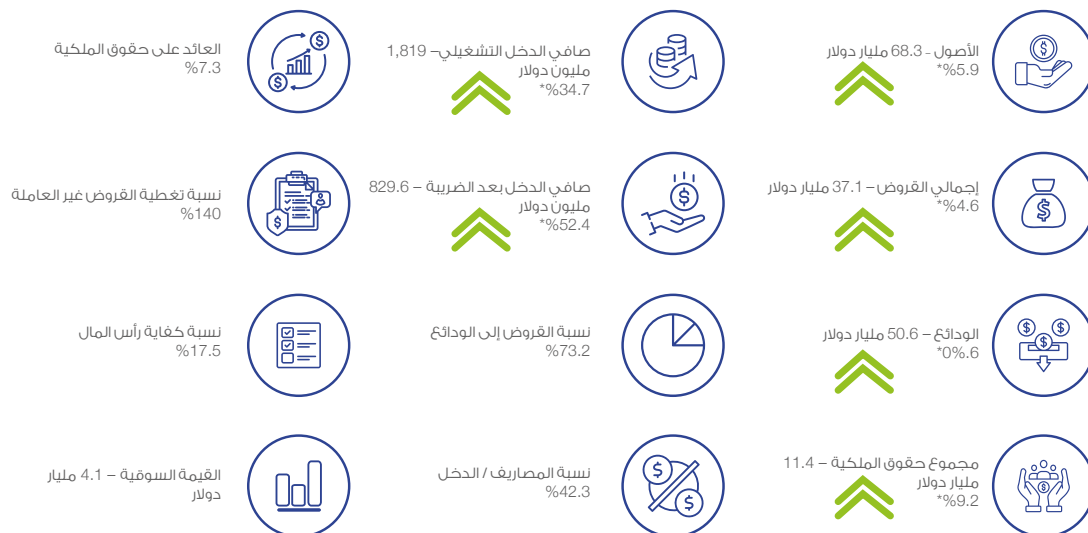 الأصول - 68.3 مليار دولار
*%5.9
إجمالي القروض – 37.1 مليار دولار
*%4.6
الودائع – 50.6 مليار دولار
*0%.6
مجموع حقوق الملكية – 11.4
مليار دولار
*%9.2
صافي الدخل التشغيلي– 1,819
مليون دولار
*%34.7
صافي الدخل بعد الضريبة – 829.6
مليون دولار
*%52.4
نسبة القروض إلى الودائع
%73.2
نسبة المصاريف / الدخل
%42.3
العائد على حقوق الملكية
%7.3
نسبة تغطية القروض غير العاملة
%140
نسبة كفاية رأس المال
%17.5
القيمة السوقية – 4.1 مليار
دولار